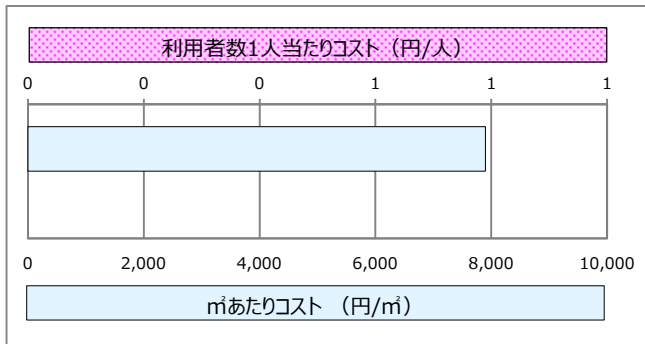 利用者数1人当たりコスト（円/人）
0 0 0 1 1 1
0 2,000 4,000 6,000 8,000 10,000
㎡あたりコスト （円/㎡）